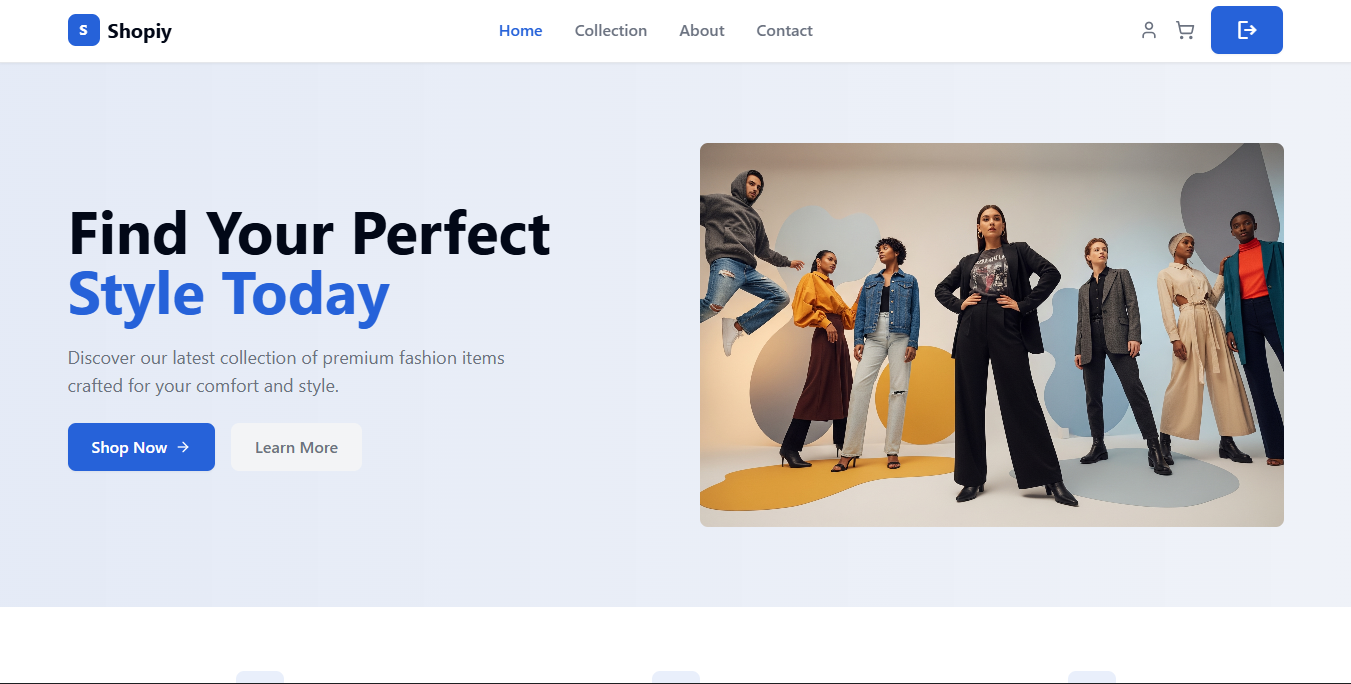 S Shopiy
Home Collection About Contact
Find Your Perfect
Style Today
Discover our latest collection of premium fashion items
crafted for your comfort and style.
Shop Now → Learn More